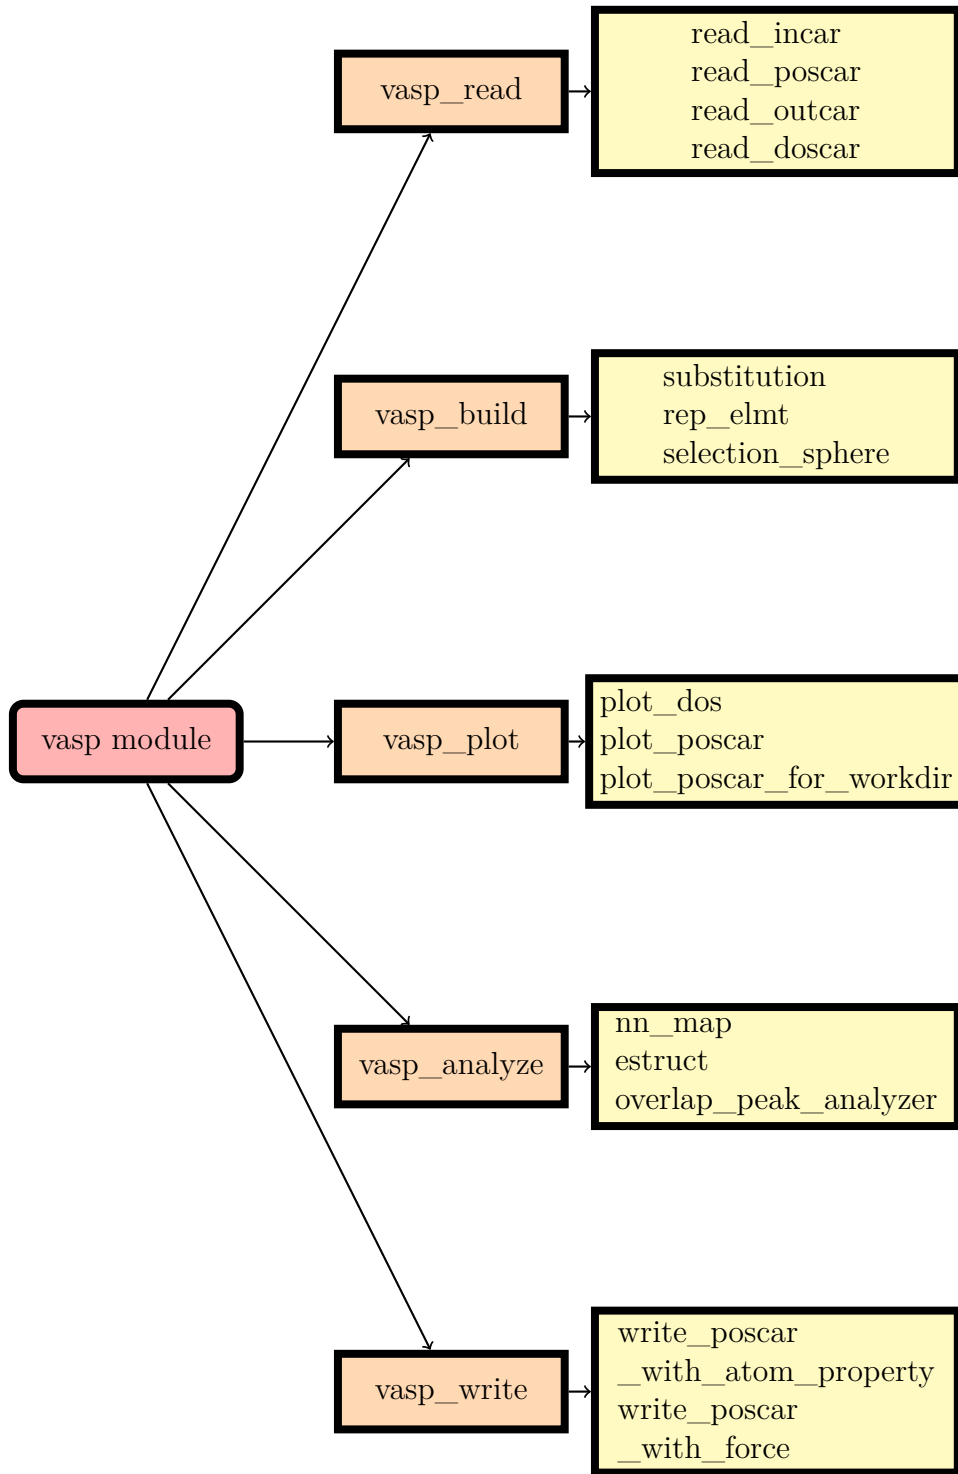 vasp_read
read_incar
read_poscar
read_outcar
read_doscar
vasp_build
substitution
rep_elmt
selection_sphere
vasp module
vasp_plot
plot_dos
plot_poscar
plot_poscar_for_workdir
vasp_analyze
nn_map
estruct
overlap_peak_analyzer
vasp_write
write_poscar
_with_atom_property
write_poscar
_with_force